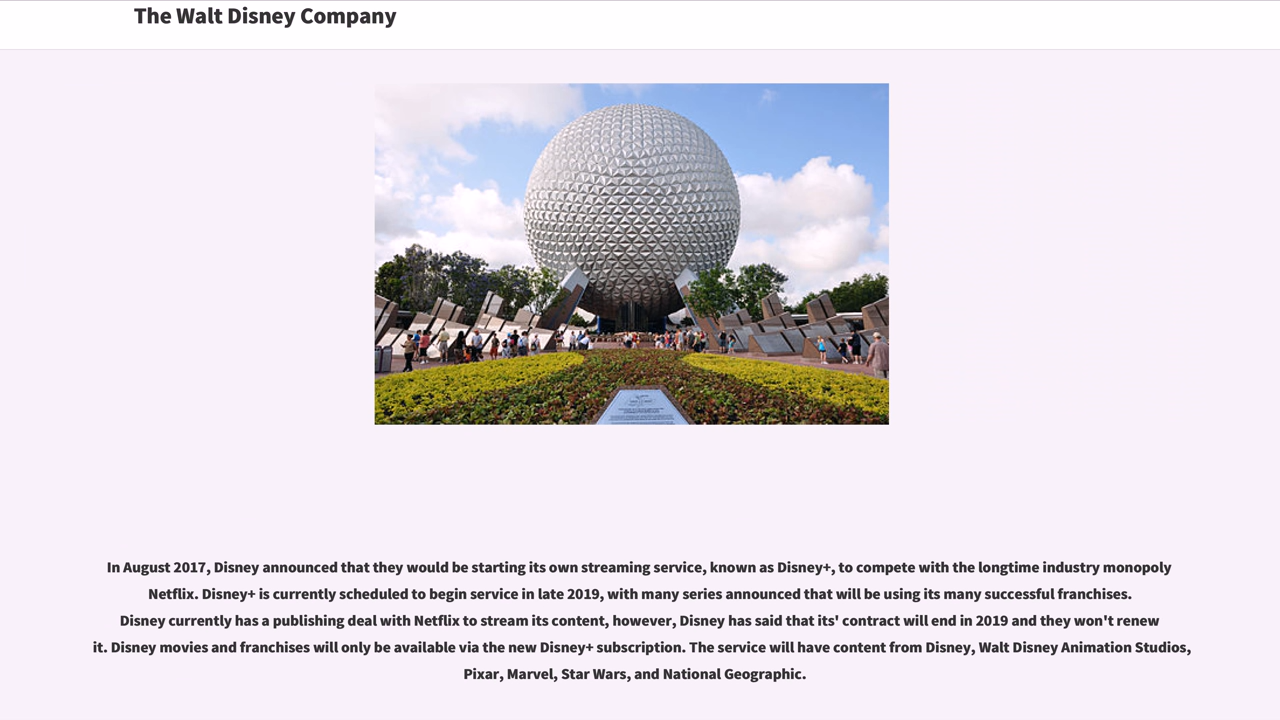 The Walt Disney Company
In August 2017, Disney announced that they would be starting its own streaming service, known as Disney+, to compete with the longtime industry monopoly
Netflix. Disney+ is currently scheduled to begin service in late 2019, with many series announced that will be using its many successful franchises.
Disney currently has a publishing deal with Netflix to stream its content, however, Disney has said that its' contract will end in 2019 and they won't renew
it. Disney movies and franchises will only be available via the new Disney+ subscription. The service will have content from Disney, Walt Disney Animation Studios,
Pixar, Marvel, Star Wars, and National Geographic.